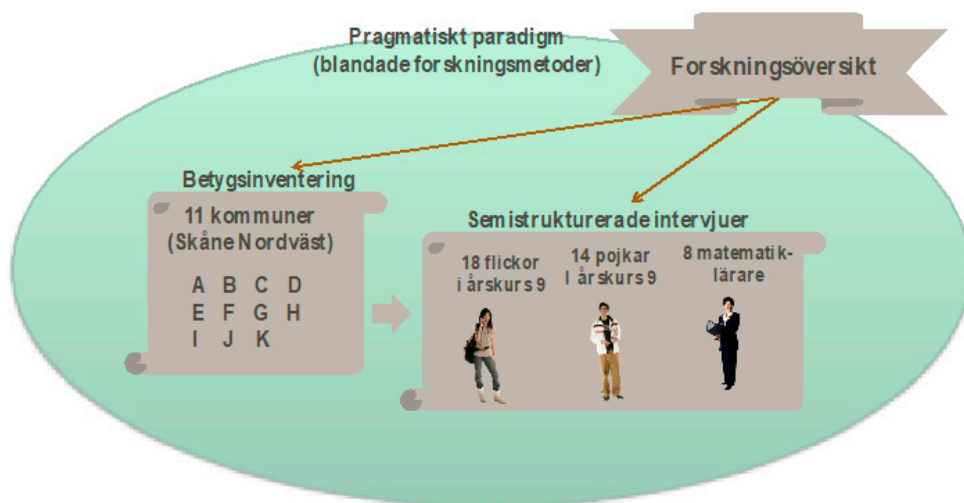 Pragmatiskt paradigm
(blandade forskningsmetoder)
Forskningsöversikt
Betygsinventering
11 kommuner
(Skåne Nordväst)
A B C D
E F G H
I J K
Semistrukturerade intervjuer
18 flickor
i årskurs 9
14 pojkar
I årskurs 9
8 matematik-
lärare